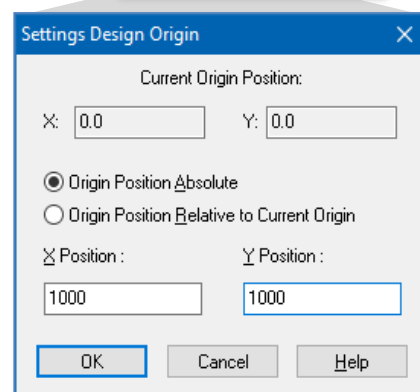 Settings Design Origin
Current Origin Position:
X: 0.0 Y: 0.0
Origin Position Absolute
Origin Position Relative to Current Origin
X Position : Y Position :
1000 1000
OK Cancel Help